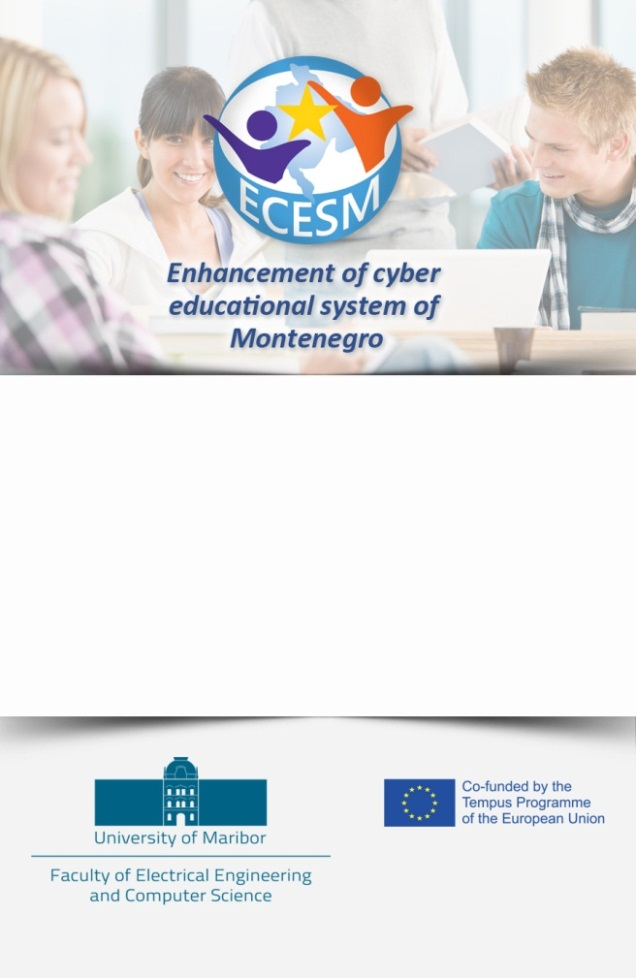 ECESM
Enhancement of cyber
educational system of
Montenegro
University of Maribor
Faculty of Electrical Engineering
and Computer Science
Co-funded by the
Tempus Programme
of the European Union